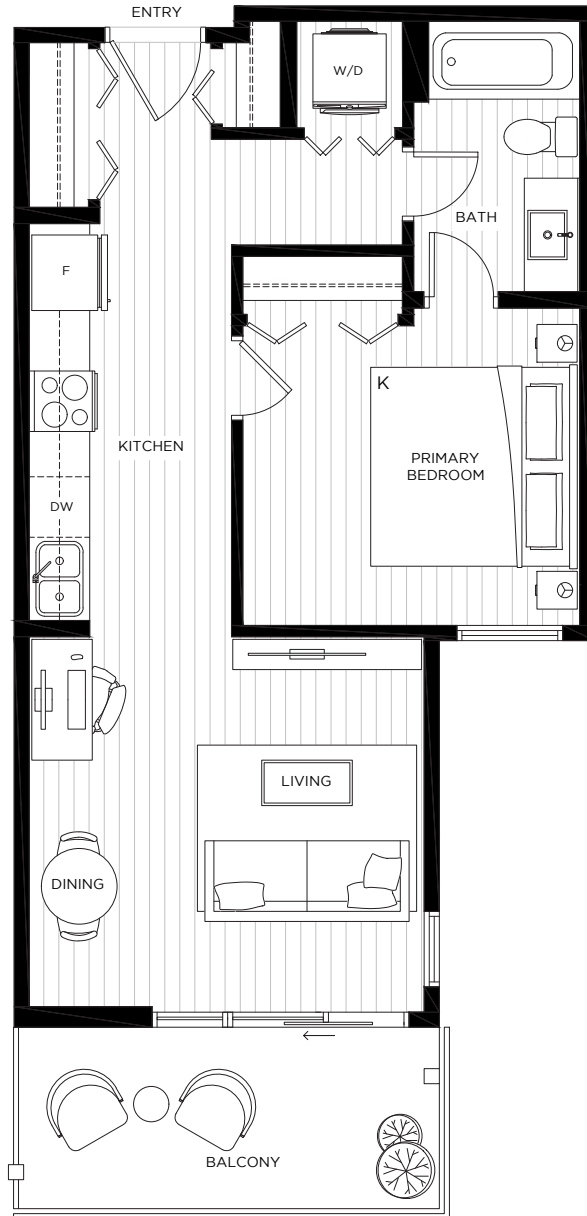 ENTRY
W/D
BATH
F
K
KITCHEN
PRIMARY
BEDROOM
DW
LIVING
DINING
BALCONY